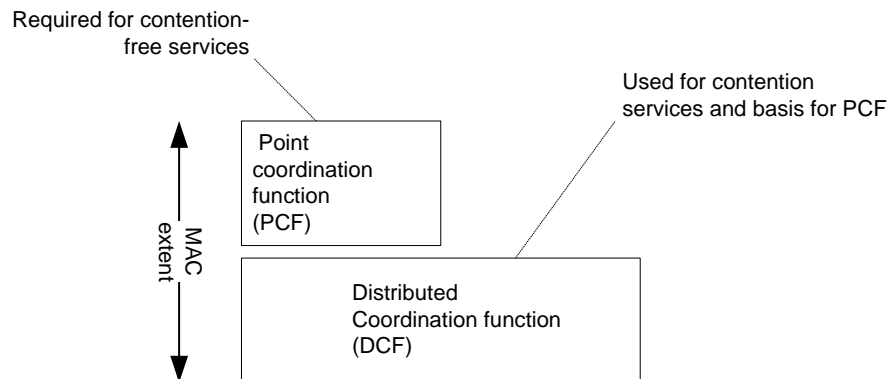 Required for contention-
free services
Used for contention
services and basis for PCF
Point
coordination
function
(PCF)
MAC
extent
Distributed
Coordination function
(DCF)